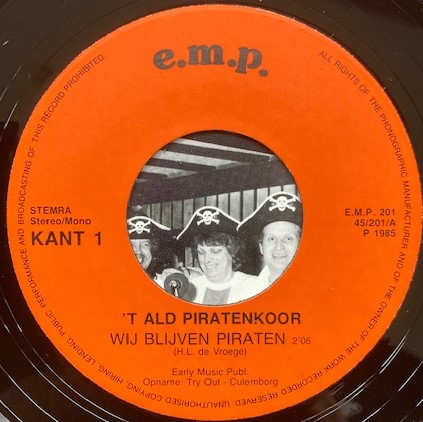 e.m.p.
ALL RIGHTS OF THE PHONOGRAPHIC MANUFACTURER AND OF THE OWNER OF THE WORK RECORDED RESERVED. UNAUTHORISED COPYING, HIRING, LENDING, PUBLIC PERFORMANCE AND BROADCASTING OF THIS RECORD PROHIBITED.
STEMRA
Stereo/Mono
KANT 1
E.M.P. 201
45/201/A
P 1985
'T ALD PIRATENKOOR
WIJ BLIJVEN PIRATEN 2'06
(H.L. de Vroege)
Early Music Publ.
Opname: Try Out - Culemborg